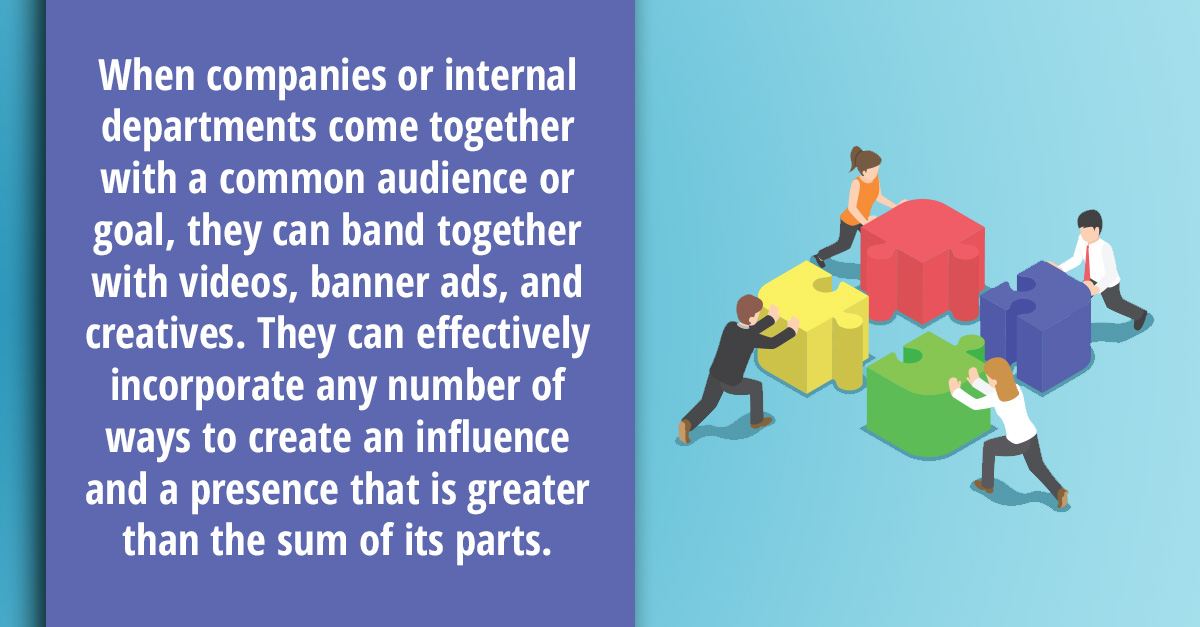 When companies or internal
departments come together
with a common audience or
goal, they can band together
with videos, banner ads, and
creatives. They can effectively
incorporate any number of
ways to create an influence
and a presence that is greater
than the sum of its parts.